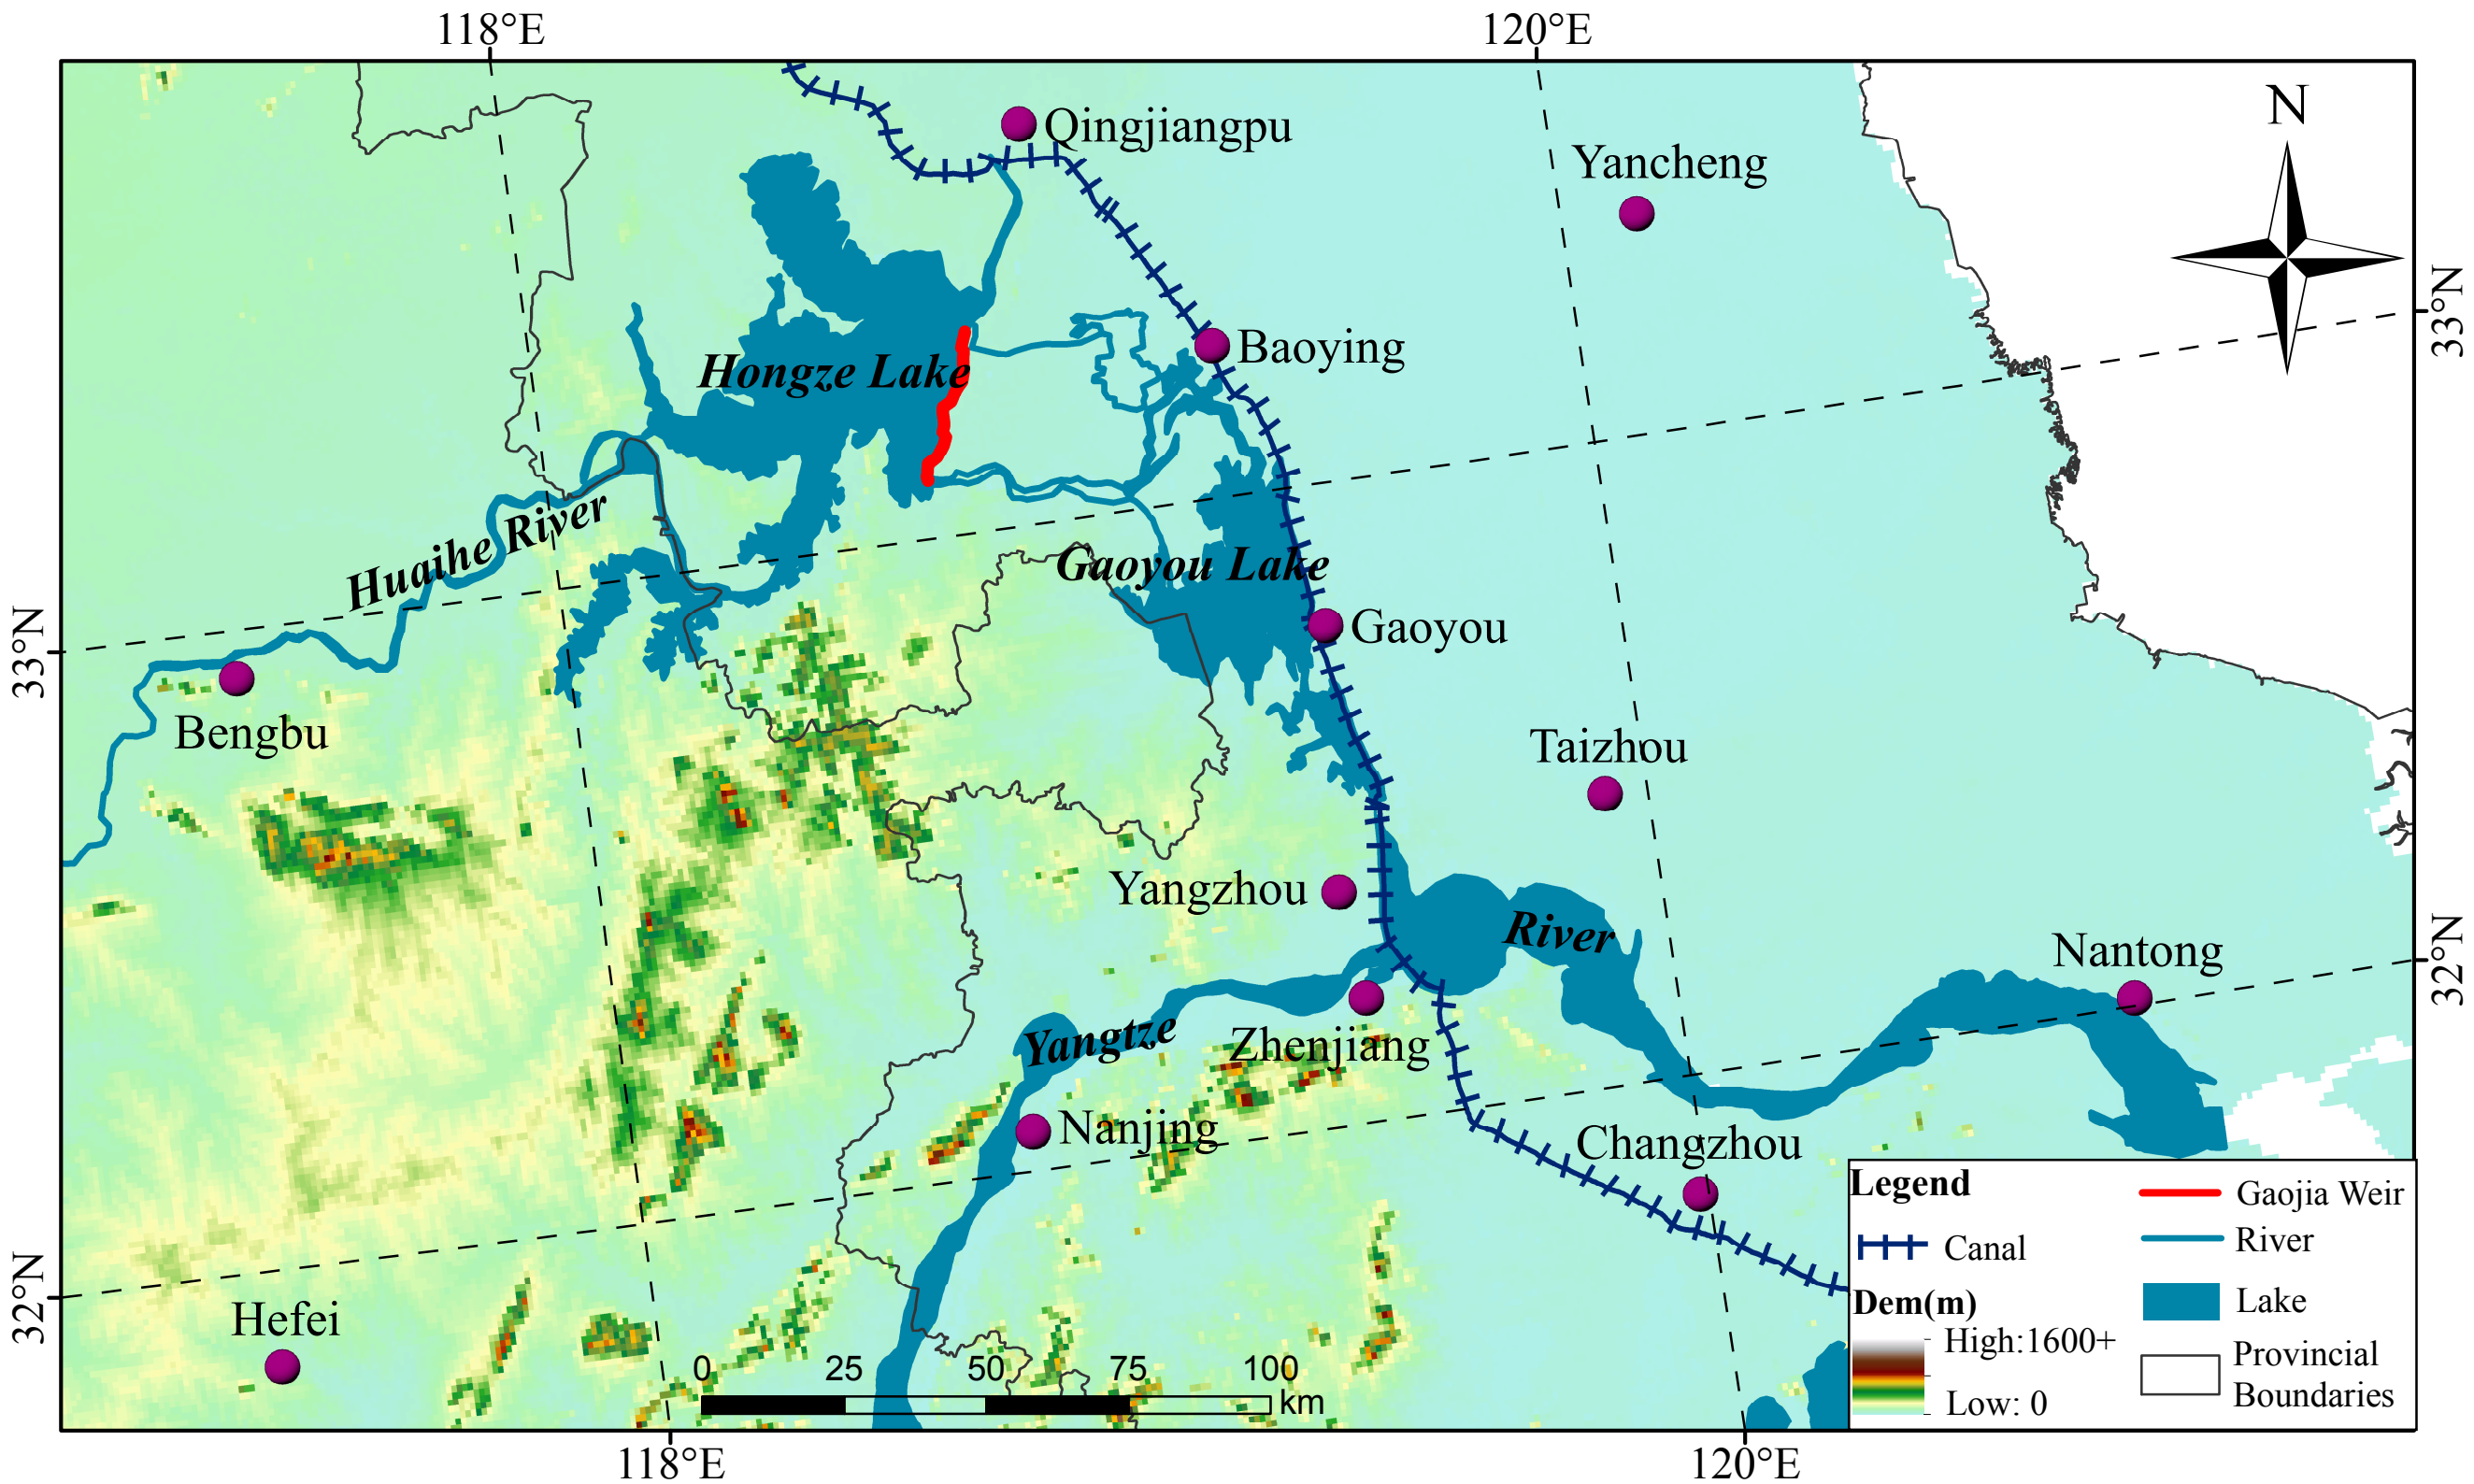 118°E
120°E
N
Qingjiangpu
Yancheng
33°N
Baoying
Hongze Lake
Huaihe River
Gaoyou Lake
33°N
Gaoyou
Bengbu
Taizhou
Yangzhou
River
Nantong
32°N
Yangtze
Zhenjiang
Nanjing
Changzhou
32°N
Hefei
0 25 50 75 100
km
Legend
Gaojia Weir
Canal
River
Dem(m)
Lake
High:1600+
Low: 0
Provincial
Boundaries
118°E
120°E